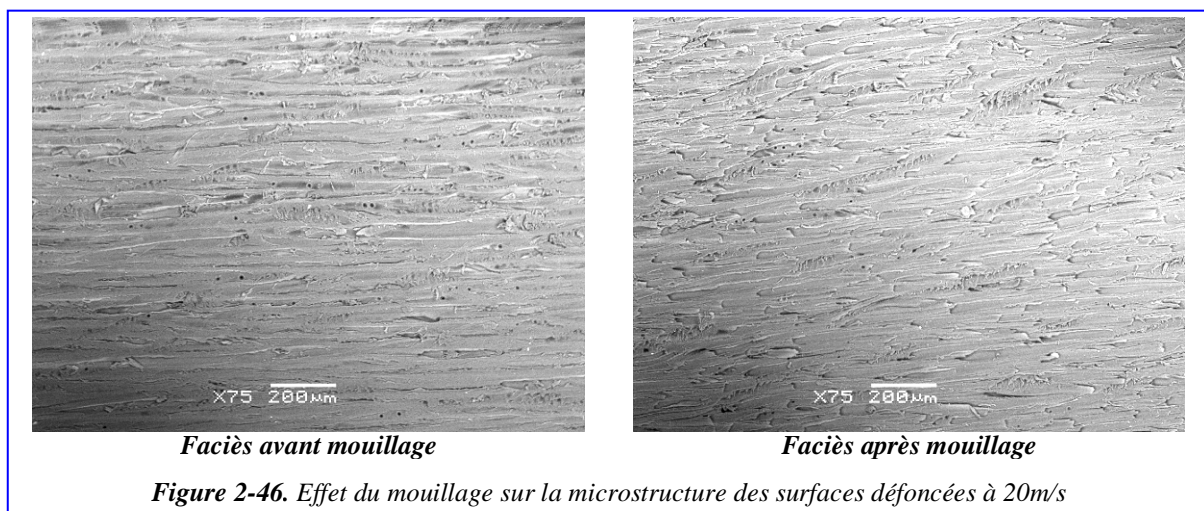 X75 200µm
X75 200µm
Faciès avant mouillage
Faciès après mouillage
Figure 2-46. Effet du mouillage sur la microstructure des surfaces défoncées à 20m/s